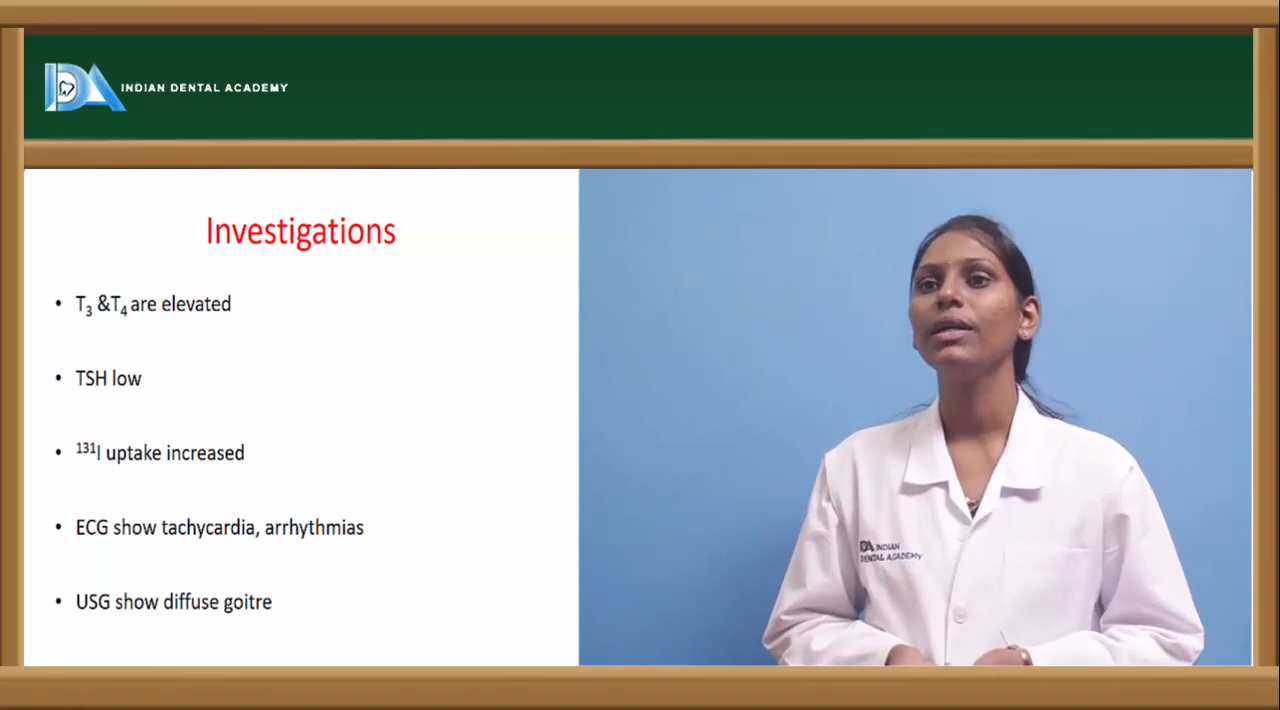 INDIAN DENTAL ACADEMY
Investigations
• T₃ &T₄ are elevated
• TSH low
• ¹³¹I uptake increased
• ECG show tachycardia, arrhythmias
• USG show diffuse goitre
IDA INDIAN
DENTAL ACADEMY